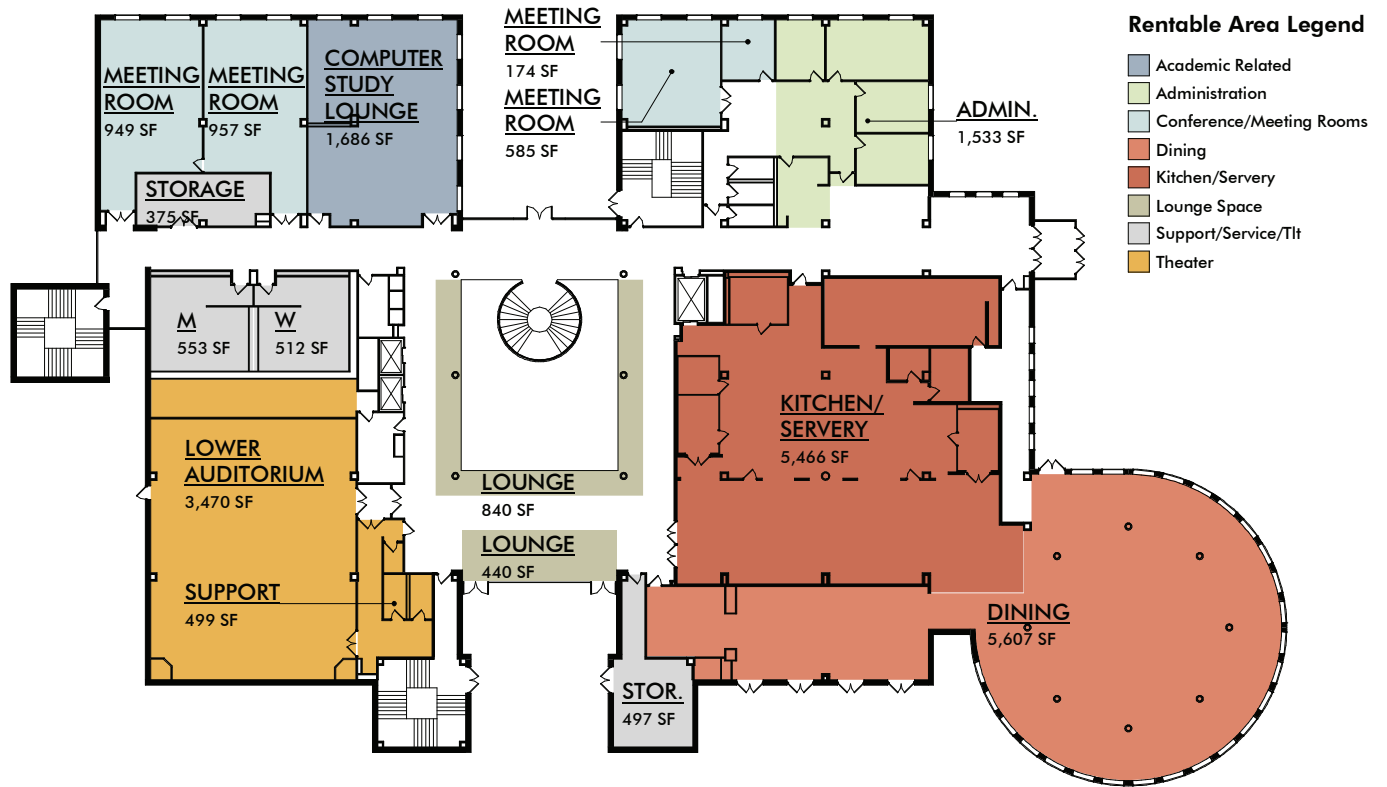 MEETING
ROOM
949 SF
MEETING
ROOM
957 SF
COMPUTER
STUDY
LOUNGE
1,686 SF
STORAGE
375 SF
MEETING
ROOM
174 SF
MEETING
ROOM
585 SF
ADMIN.
1,533 SF
Rentable Area Legend
Academic Related
Administration
Conference/Meeting Rooms
Dining
Kitchen/Servery
Lounge Space
Support/Service/Tlt
Theater
M
553 SF
W
512 SF
LOWER
AUDITORIUM
3,470 SF
SUPPORT
499 SF
LOUNGE
840 SF
LOUNGE
440 SF
KITCHEN/
SERVERY
5,466 SF
DINING
5,607 SF
STOR.
497 SF